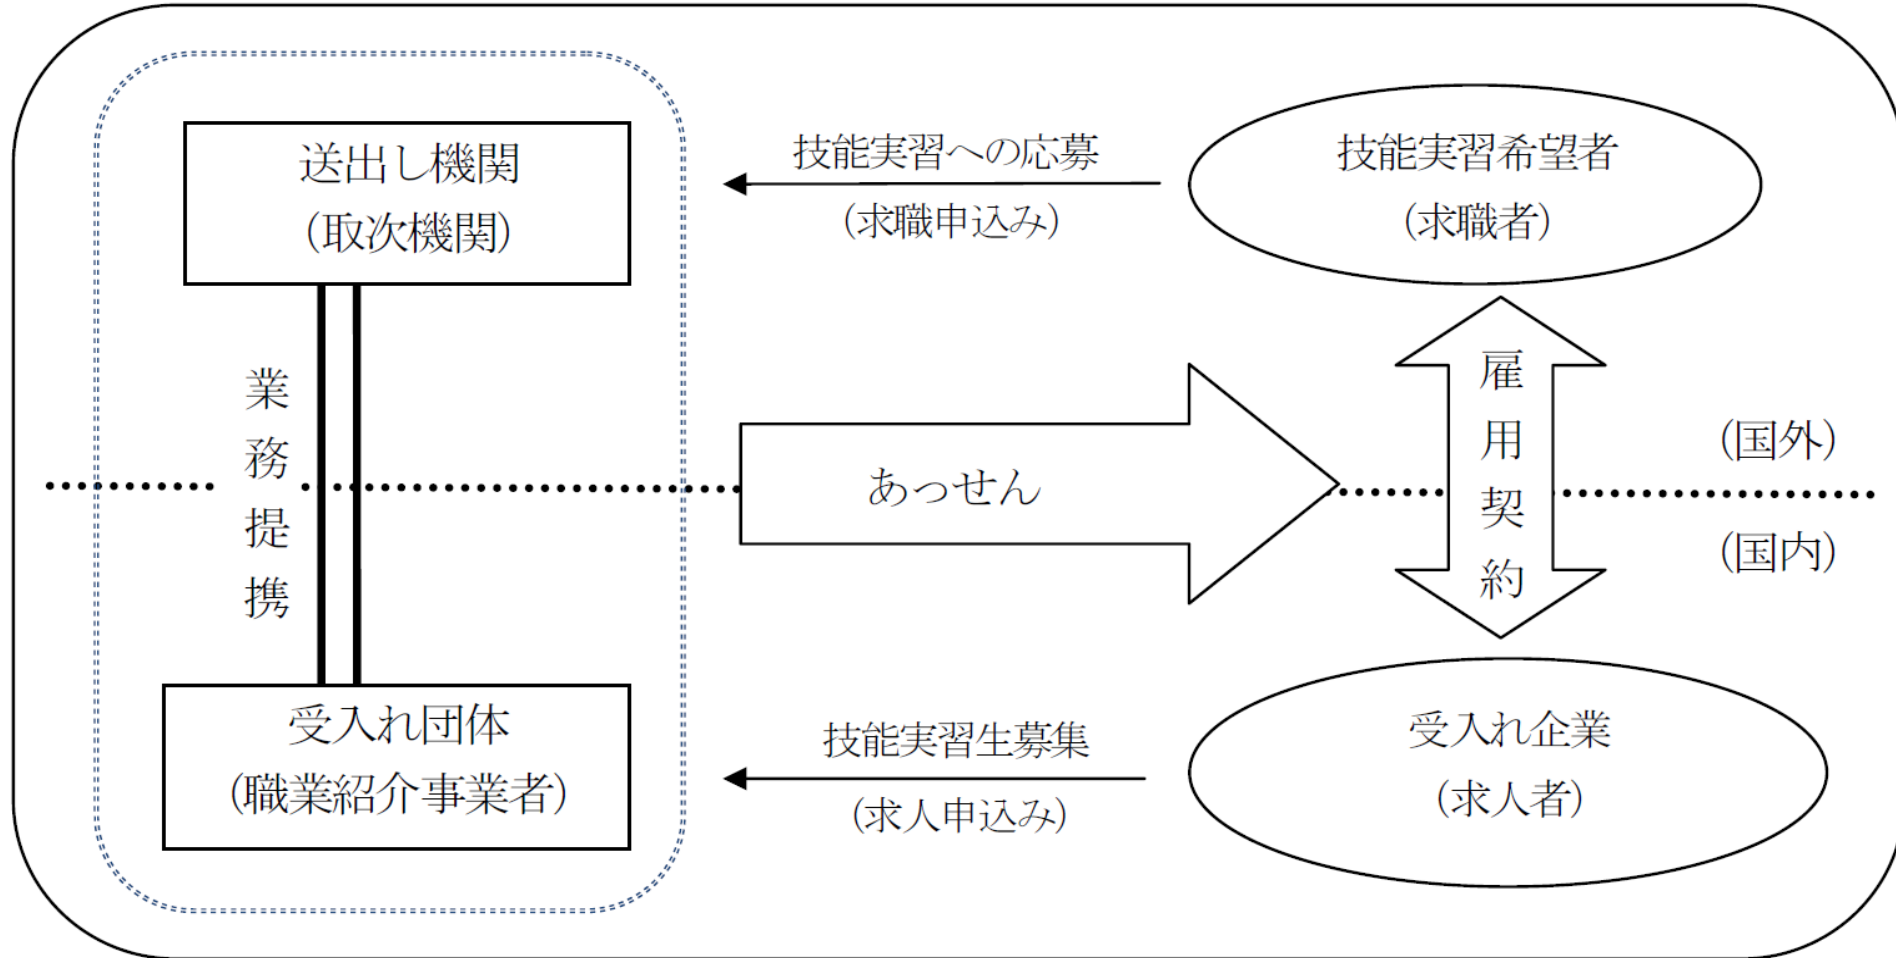 送出し機関
(取次機関)
技能実習への応募
(求職申込み)
技能実習希望者
(求職者)
業務提携
あっせん
雇用契約
(国外)
(国内)
受入れ団体
(職業紹介事業者)
技能実習生募集
(求人申込み)
受入れ企業
(求人者)